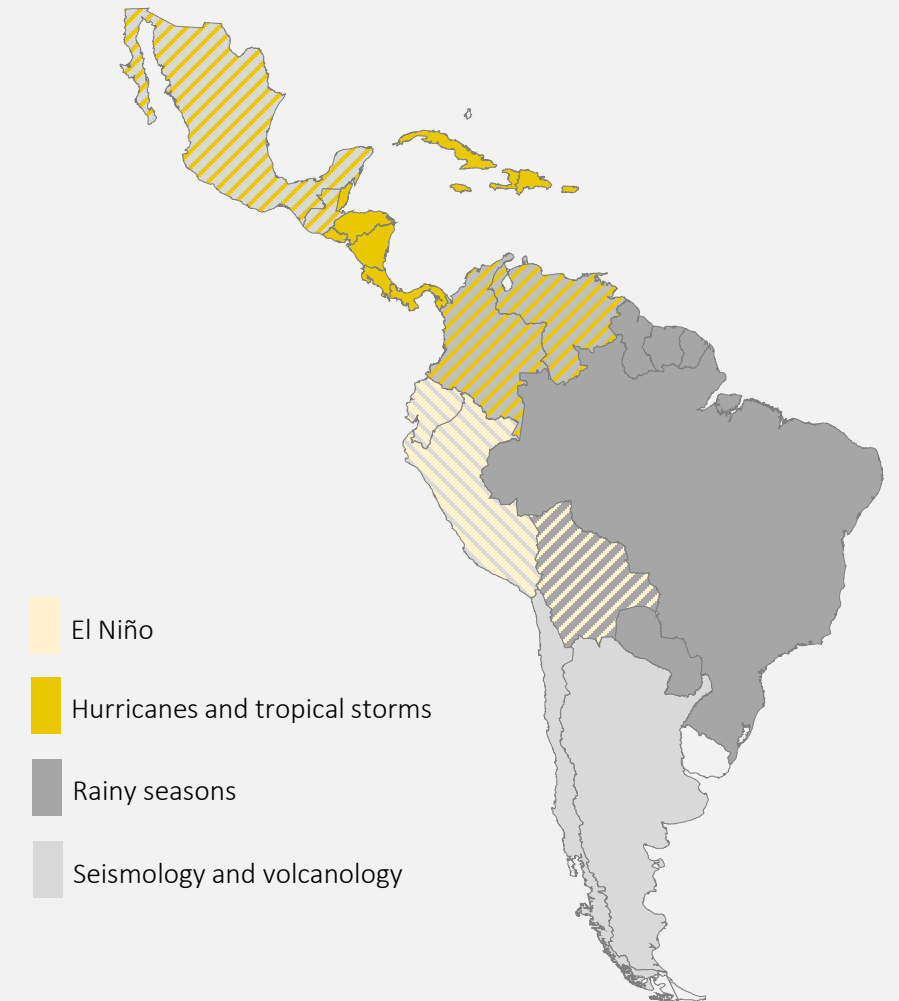 El Niño
Hurricanes and tropical storms
Rainy seasons
Seismology and volcanology